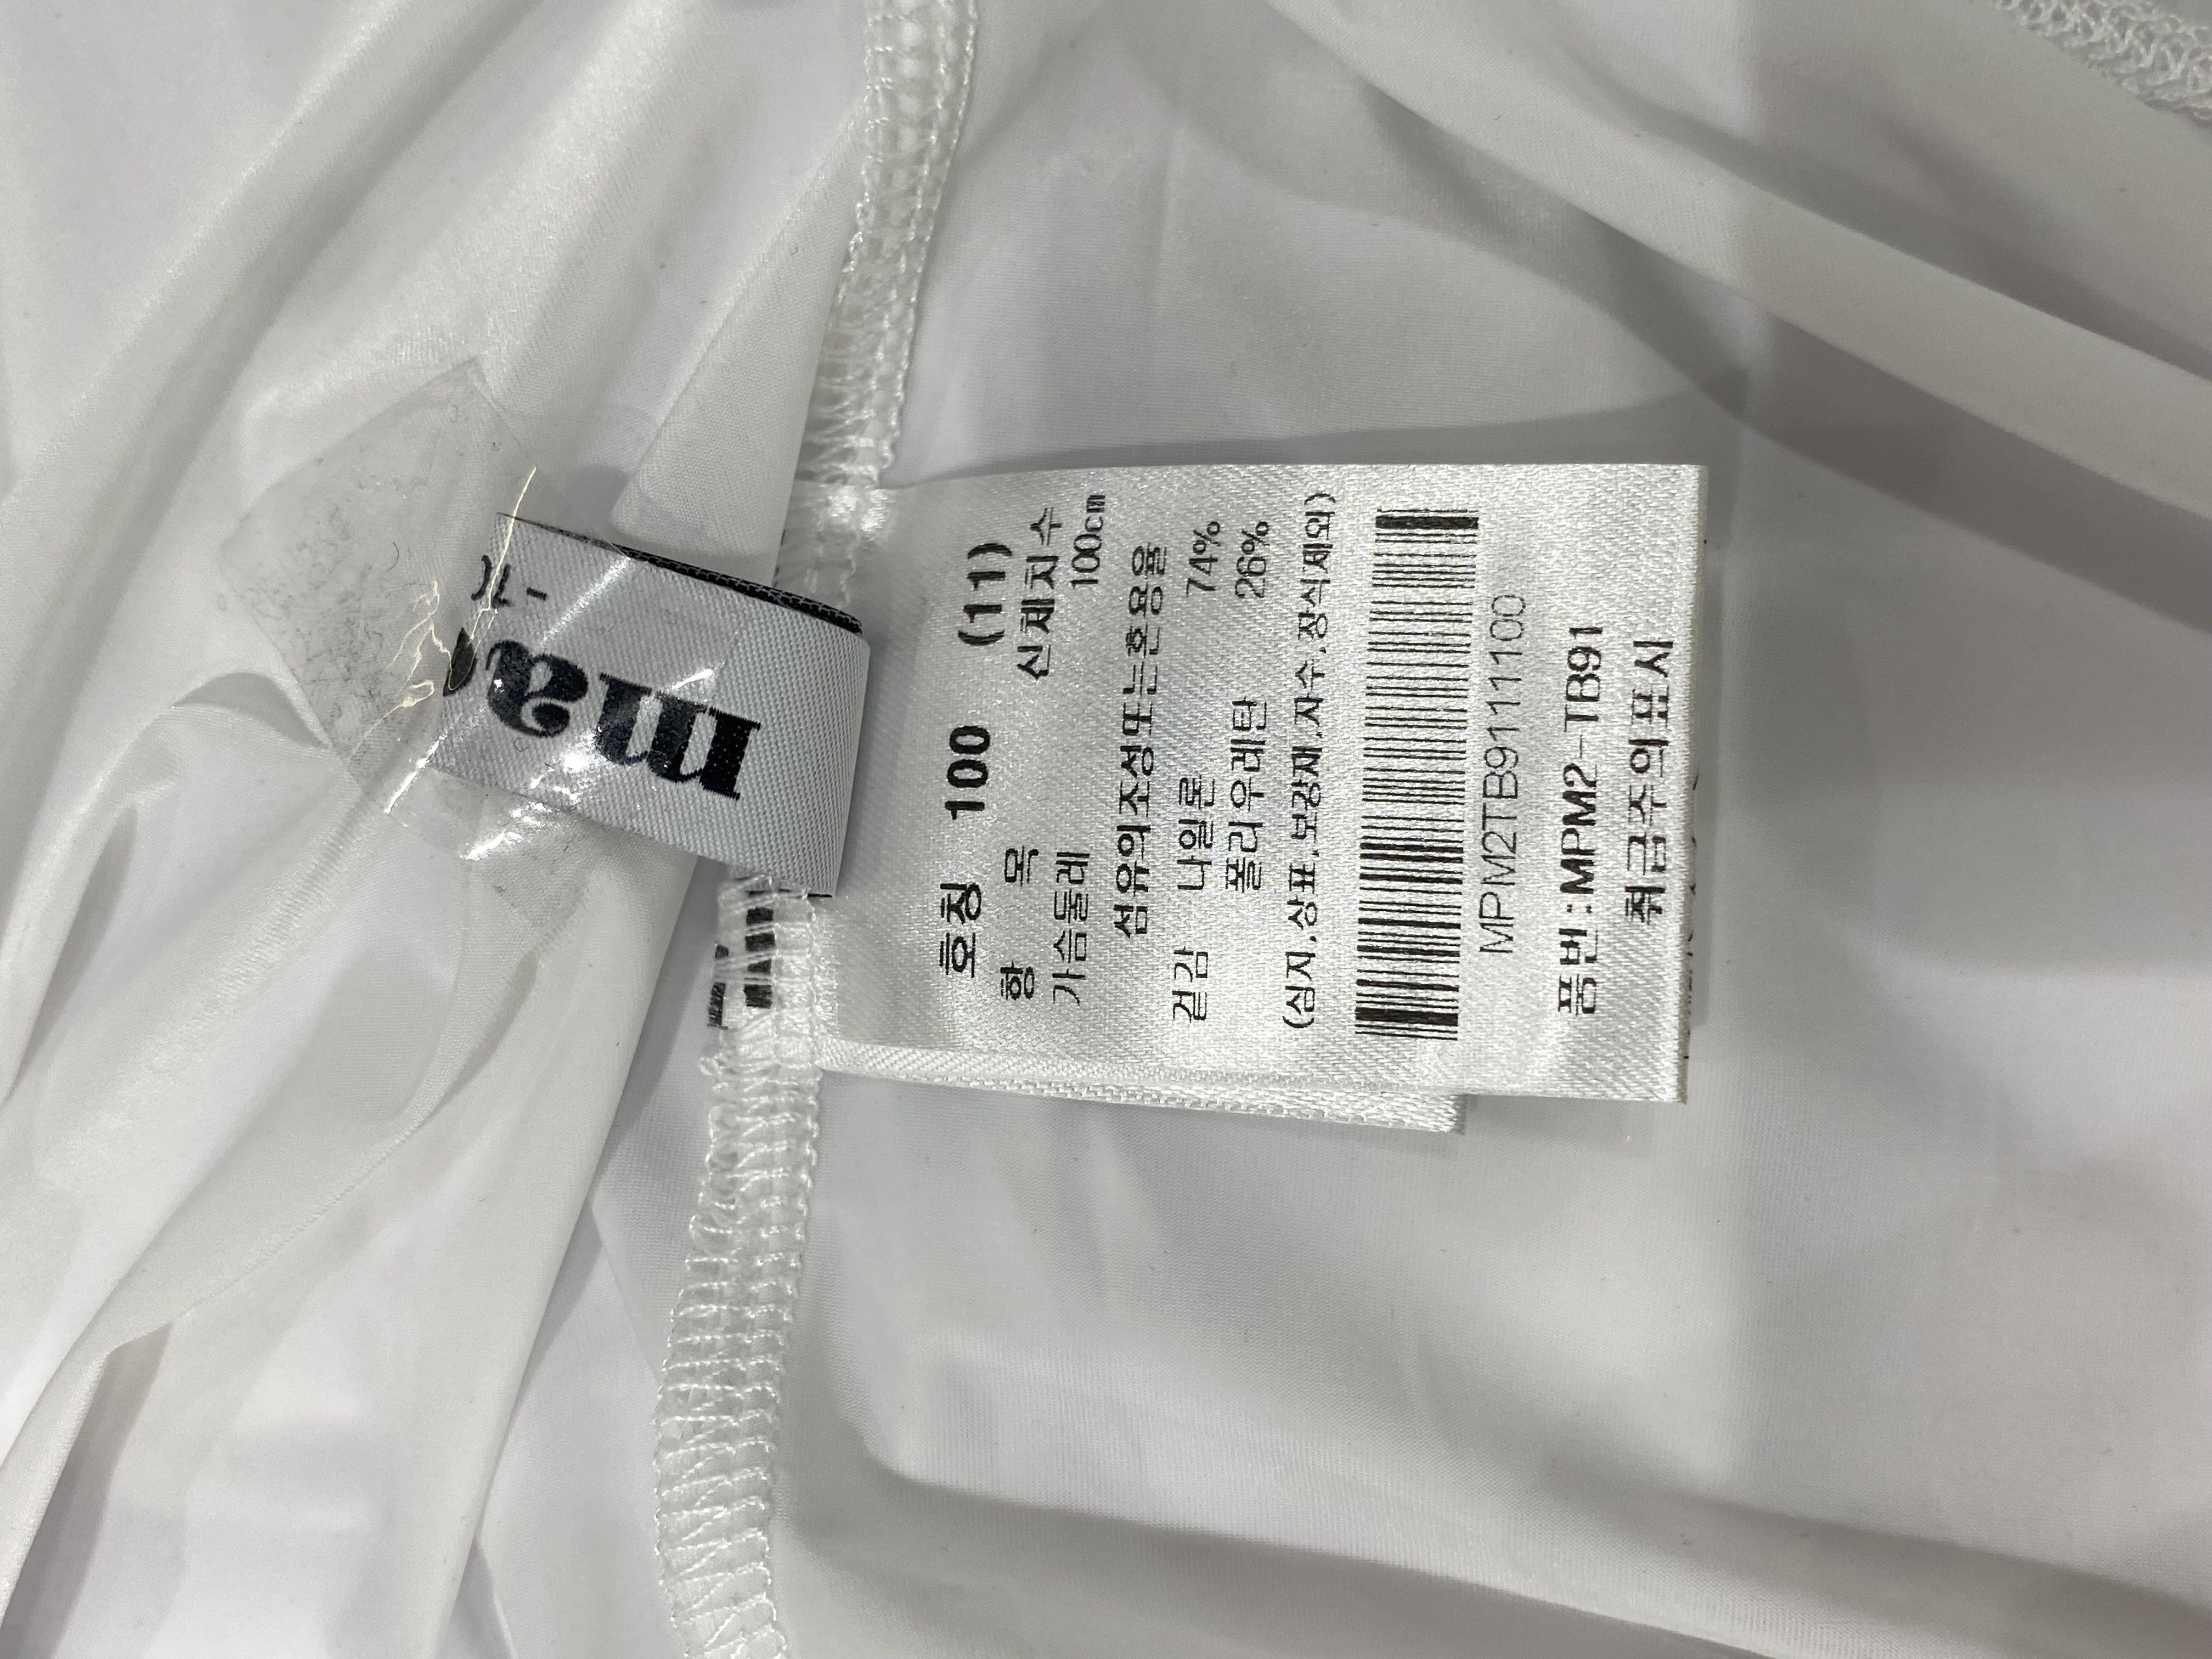 호칭 100 (11)
항 목 신체치수
가슴둘레 100cm
섬유의조성또는혼용율
겉감 나일론 74%
폴리우레탄 26%
(심지,상표,보강재,자수,장식제외)
MPM2TB91111100
품번:MPM2-TB91
취급주의표시
ma